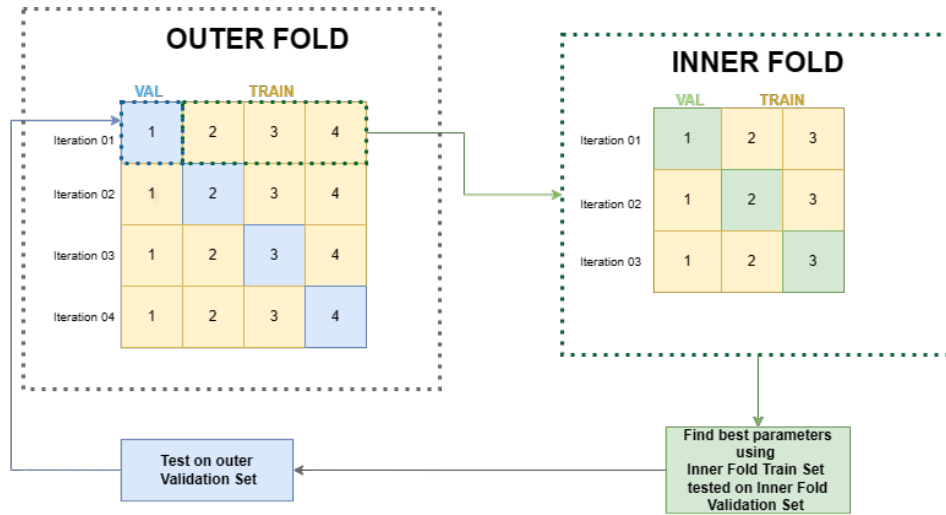 OUTER FOLD
VAL TRAIN
Iteration 01 1 2 3 4
Iteration 02 1 2 3 4
Iteration 03 1 2 3 4
Iteration 04 1 2 3 4
INNER FOLD
VAL TRAIN
Iteration 01 1 2 3
Iteration 02 1 2 3
Iteration 03 1 2 3
Find best parameters
using
Inner Fold Train Set
tested on Inner Fold
Validation Set
Test on outer
Validation Set